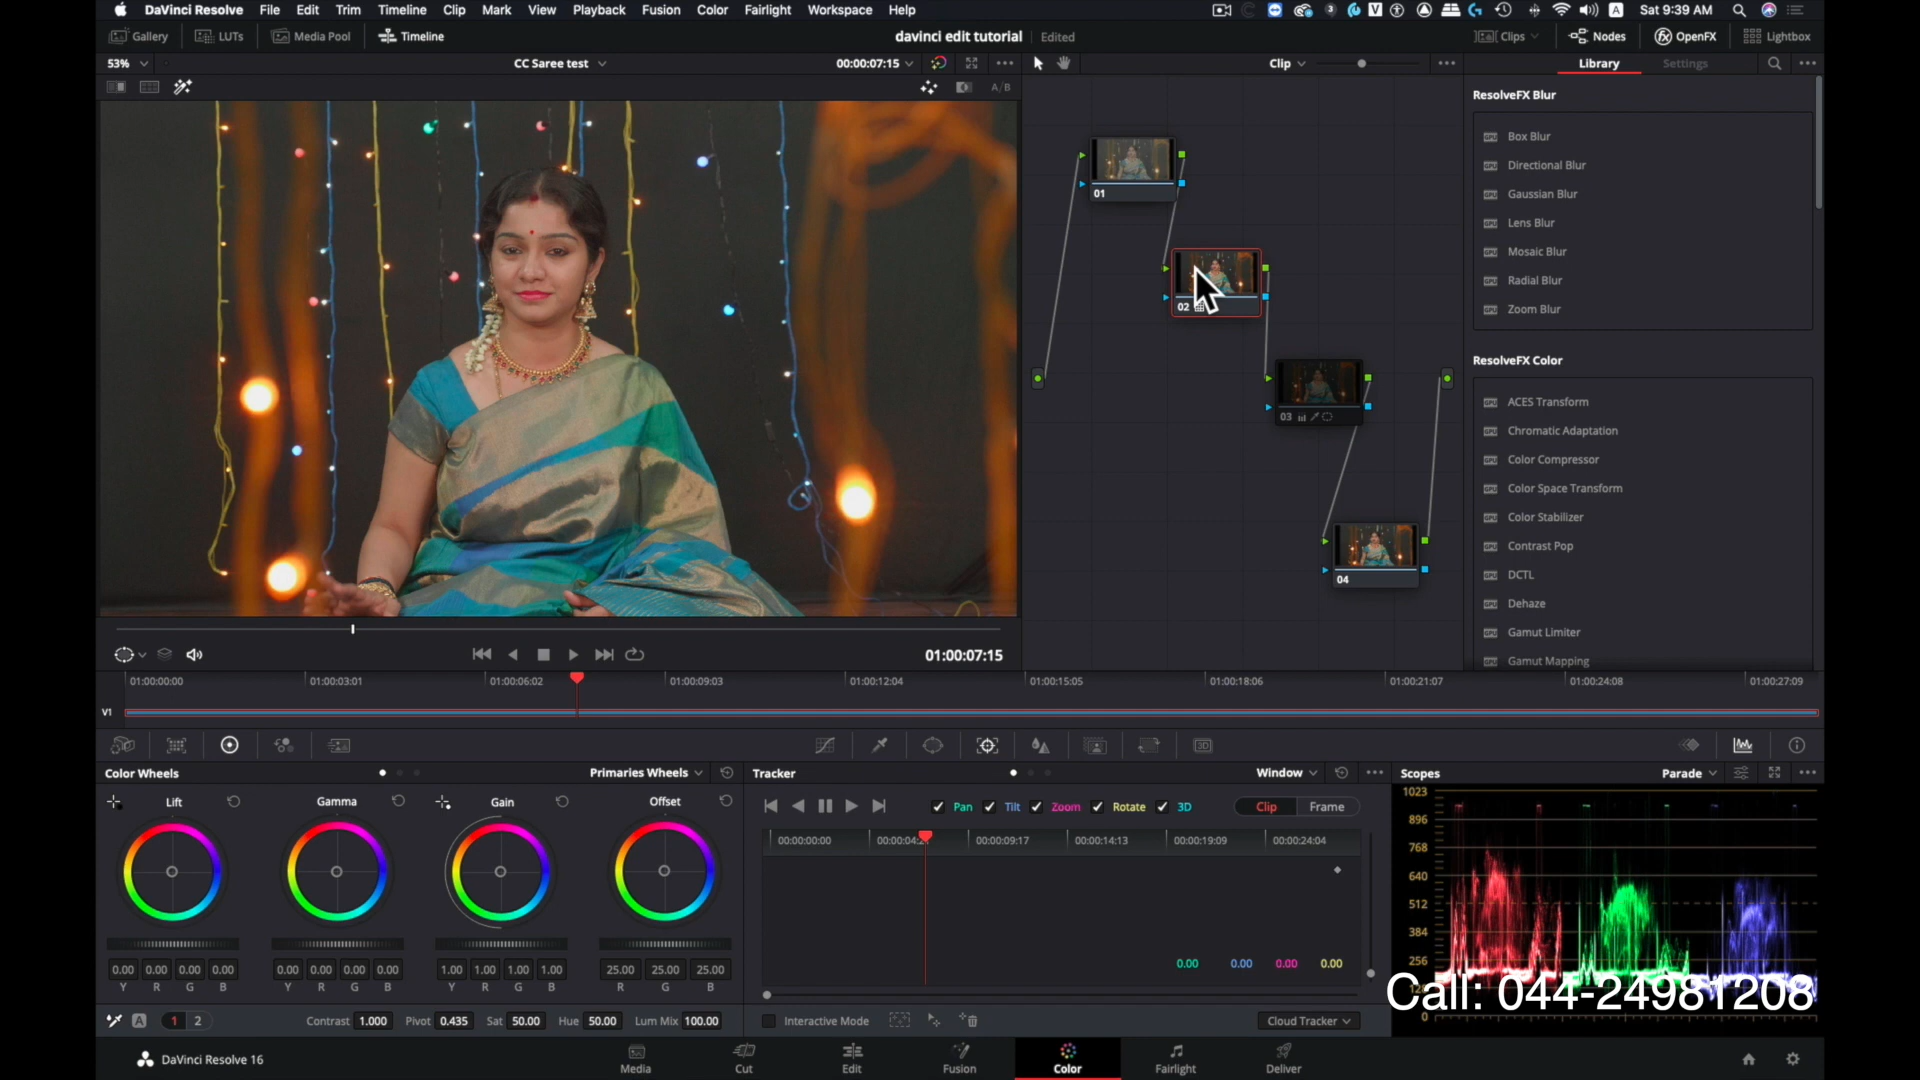 DaVinci Resolve File Edit Trim Timeline Clip Mark View Playback Fusion Color Fairlight Workspace Help
Sat 9:39 AM
Gallery LUTs Media Pool Timeline
davinci edit tutorial Edited
Clips Nodes OpenFX Lightbox
53% CC Saree test 00:00:07:15
Clip
Library Settings
A/B
ResolveFX Blur
Box Blur
Directional Blur
Gaussian Blur
Lens Blur
Mosaic Blur
Radial Blur
Zoom Blur
ResolveFX Color
ACES Transform
Chromatic Adaptation
Color Compressor
Color Space Transform
Color Stabilizer
Contrast Pop
DCTL
Dehaze
Gamut Limiter
Gamut Mapping
01
02
03
04
01:00:07:15
01:00:00:00 01:00:03:01 01:00:06:02 01:00:09:03 01:00:12:04 01:00:15:05 01:00:18:06 01:00:21:07 01:00:24:08 01:00:27:09
V1
3D
Color Wheels Primaries Wheels
Lift Gamma Gain Offset
0.00 0.00 0.00 0.00 0.00 0.00 0.00 0.00 1.00 1.00 1.00 1.00 25.00 25.00 25.00
Y R G B Y R G B Y R G B R G B
A 1 2 Contrast 1.000 Pivot 0.435 Sat 50.00 Hue 50.00 Lum Mix 100.00
Tracker Window
Pan Tilt Zoom Rotate 3D Clip Frame
00:00:00:00 00:00:04:2 00:00:09:17 00:00:14:13 00:00:19:09 00:00:24:04
0.00 0.00 0.00 0.00
Interactive Mode Cloud Tracker
Scopes Parade
1023
896
768
640
512
384
256
0
Call: 044-24981208
DaVinci Resolve 16
Media Cut Edit Fusion Color Fairlight Deliver